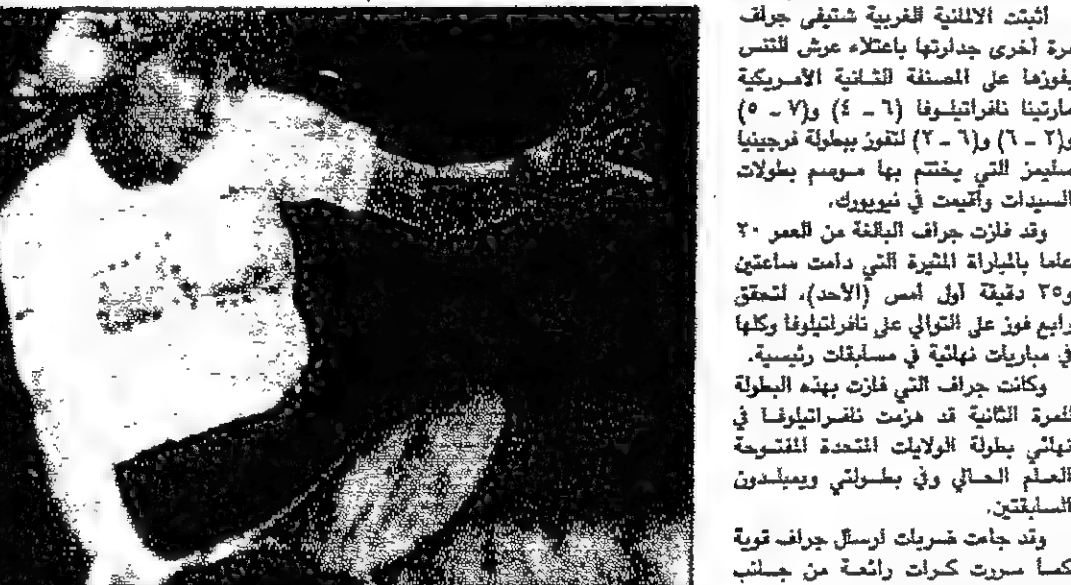 اثبتت الالمانية الغربية شتيفى جراف
مرة أخرى جدارتها باعتلاء عرش التنس
بفوزها على المصنفة الثانية الأمريكية
مارتينا نافراتيلوفا (٦ ـ ٤) و(٧ ـ ٥)
و(٢ ـ ٦) و(٦ ـ ٢) لتفوز ببطولة فرجينيا
سليمز التي يختتم بها موسم بطولات
السيدات وأقيمت في نيويورك.
وقد فازت جراف البالغة من العمر ٢٠
عاما بالمباراة المثيرة التي دامت ساعتين
و٢٥ دقيقة أول أمس (الأحد)، لتحقق
رابع فوز على التوالي على نافراتيلوفا وكلها
في مباريات نهائية في مسابقات رئيسية.
وكانت جراف التي فازت بهذه البطولة
للمرة الثانية قد هزمت نافراتيلوفا في
نهائي بطولة الولايات المتحدة المفتوحة
العام الحالي وفي بطولتي ويمبلدون
السابقتين.
وقد جاءت ضربات ارسال جراف قوية
كما مررت كرات رائعة من جانب